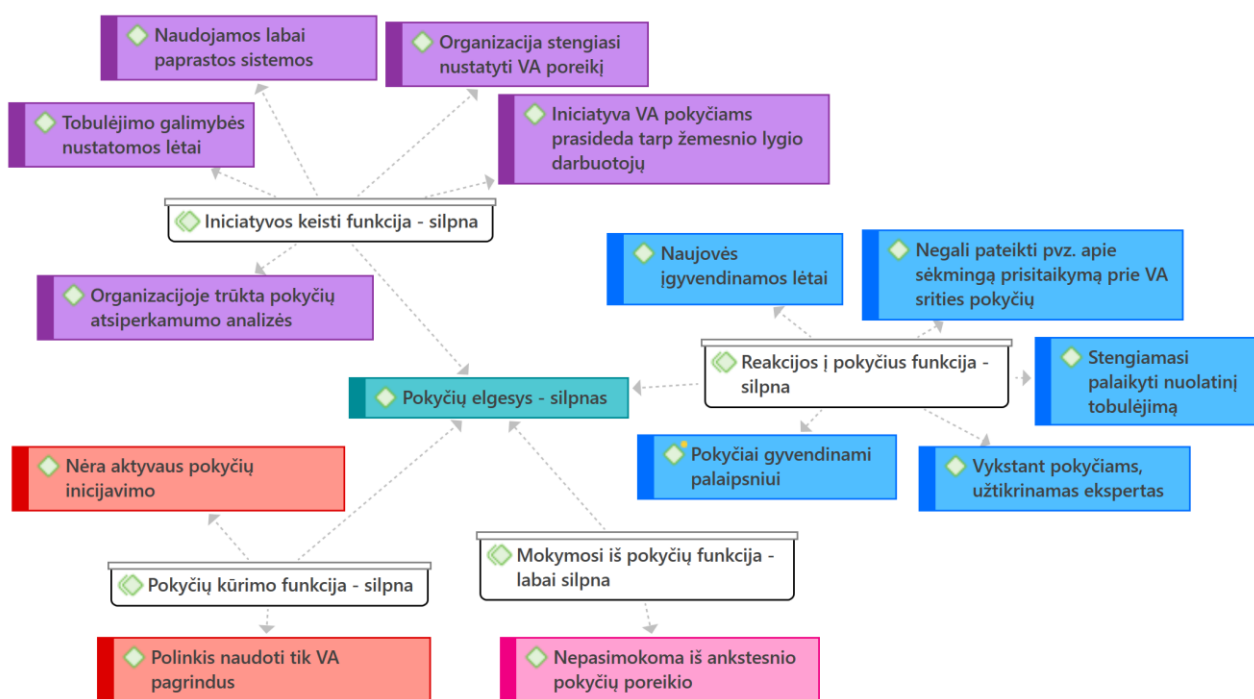 Naudojamos labai
paprastos sistemos
Organizacija stengiasi
nustatyti VA poreikį
Tobulėjimo galimybės
nustatomos lėtai
Iniciatyva VA pokyčiams
prasideda tarp žemesnio lygio
darbuotojų
Iniciatyvos keisti funkcija - silpna
Organizacijoje trūkta pokyčių
atsiperkamumo analizės
Naujovės
įgyvendinamos lėtai
Negali pateikti pvz. apie
sėkmingą prisitaikymą prie VA
srities pokyčių
Reakcijos į pokyčius funkcija -
silpna
Stengiamasi
palaikyti nuolatinį
tobulėjimą
Pokyčių elgesys - silpnas
Pokyčiai gyvendinami
palaipsniui
Vykstant pokyčiams,
užtikrinamas ekspertas
Nėra aktyvaus pokyčių
inicijavimo
Pokyčių kūrimo funkcija - silpna
Mokymosi iš pokyčių funkcija -
labai silpna
Polinkis naudoti tik VA
pagrindus
Nepasimokoma iš ankstesnio
pokyčių poreikio